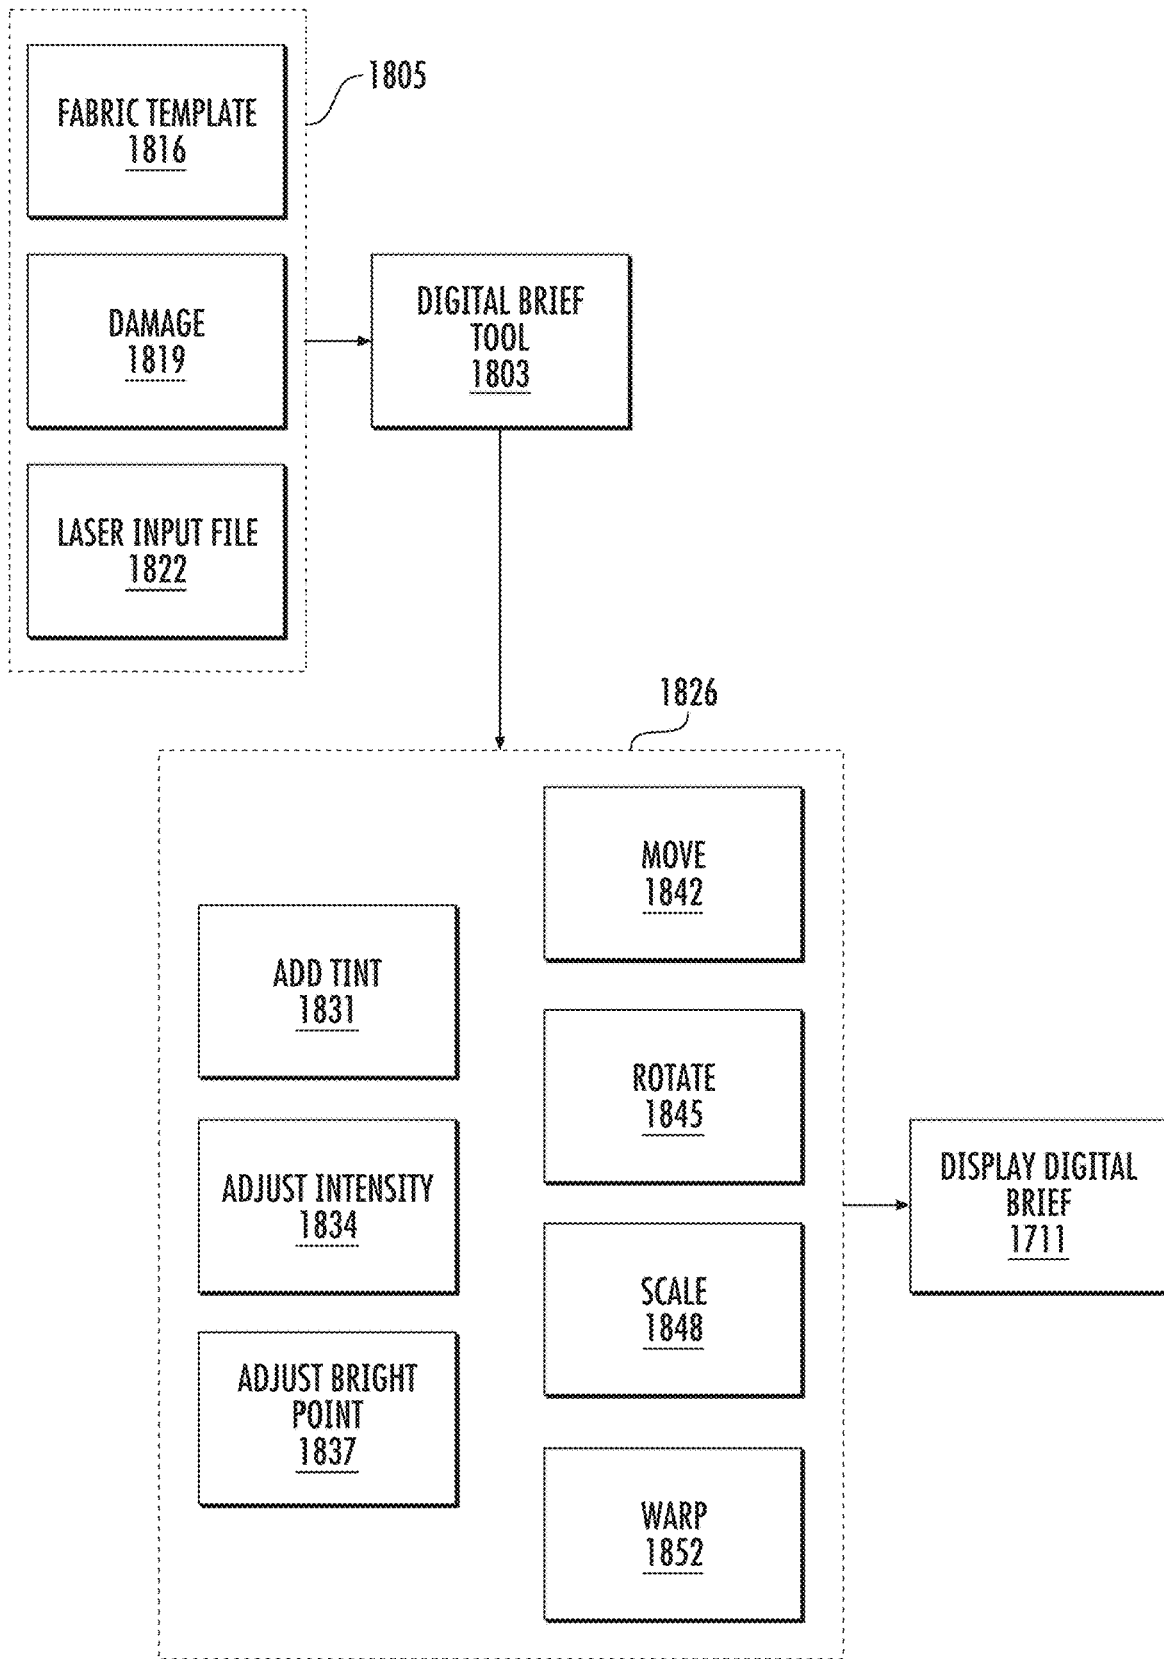 1805
FABRIC TEMPLATE
1816
DAMAGE
1819
LASER INPUT FILE
1822
DIGITAL BRIEF
TOOL
1803
1826
ADD TINT
1831
ADJUST INTENSITY
1834
ADJUST BRIGHT
POINT
1837
MOVE
1842
ROTATE
1845
SCALE
1848
WARP
1852
DISPLAY DIGITAL
BRIEF
1711